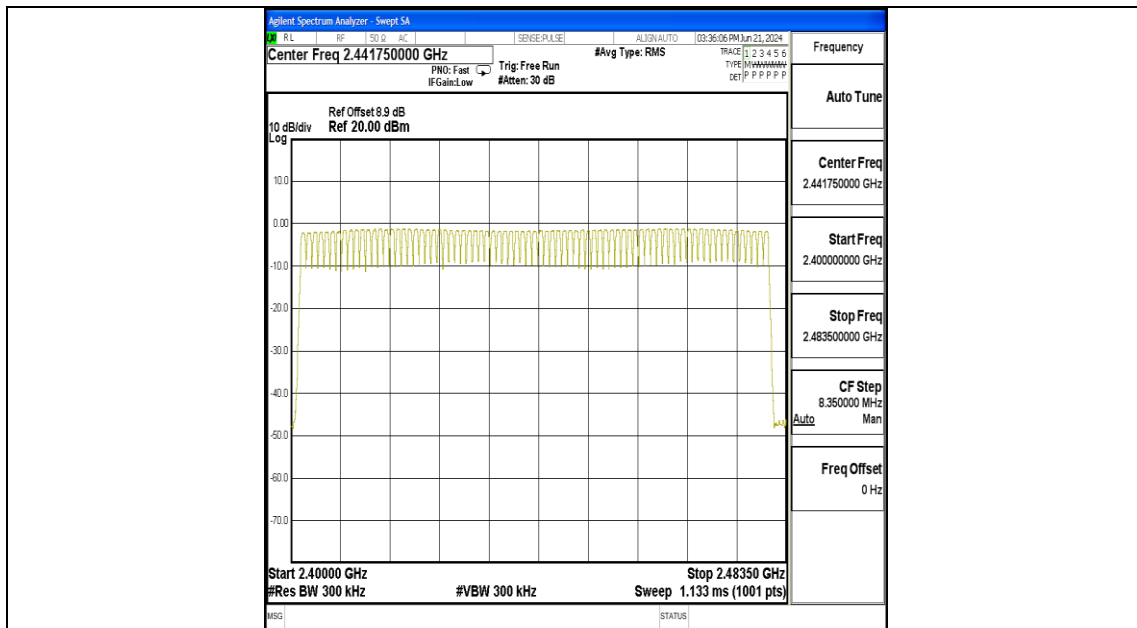 Agilent Spectrum Analyzer - Swept SA
LXI RL RF 50 Ω AC SENSE:PULSE ALIGN AUTO 03:36:06 PM Jun 21, 2024
Center Freq 2.441750000 GHz
#Avg Type: RMS
TRACE 1 2 3 4 5 6
PNO: Fast Trig: Free Run
TYPE M WWWWW
IFGain:Low #Atten: 30 dB
DET P P P P P P
Ref Offset 8.9 dB
10 dB/div Ref 20.00 dBm
Log
10.0
0.00
-10.0
-20.0
-30.0
-40.0
-50.0
-60.0
-70.0
Start 2.40000 GHz Stop 2.48350 GHz
#Res BW 300 kHz #VBW 300 kHz Sweep 1.133 ms (1001 pts)
MSG STATUS
Frequency
Auto Tune
Center Freq
2.441750000 GHz
Start Freq
2.400000000 GHz
Stop Freq
2.483500000 GHz
CF Step
8.350000 MHz
Auto Man
Freq Offset
0 Hz